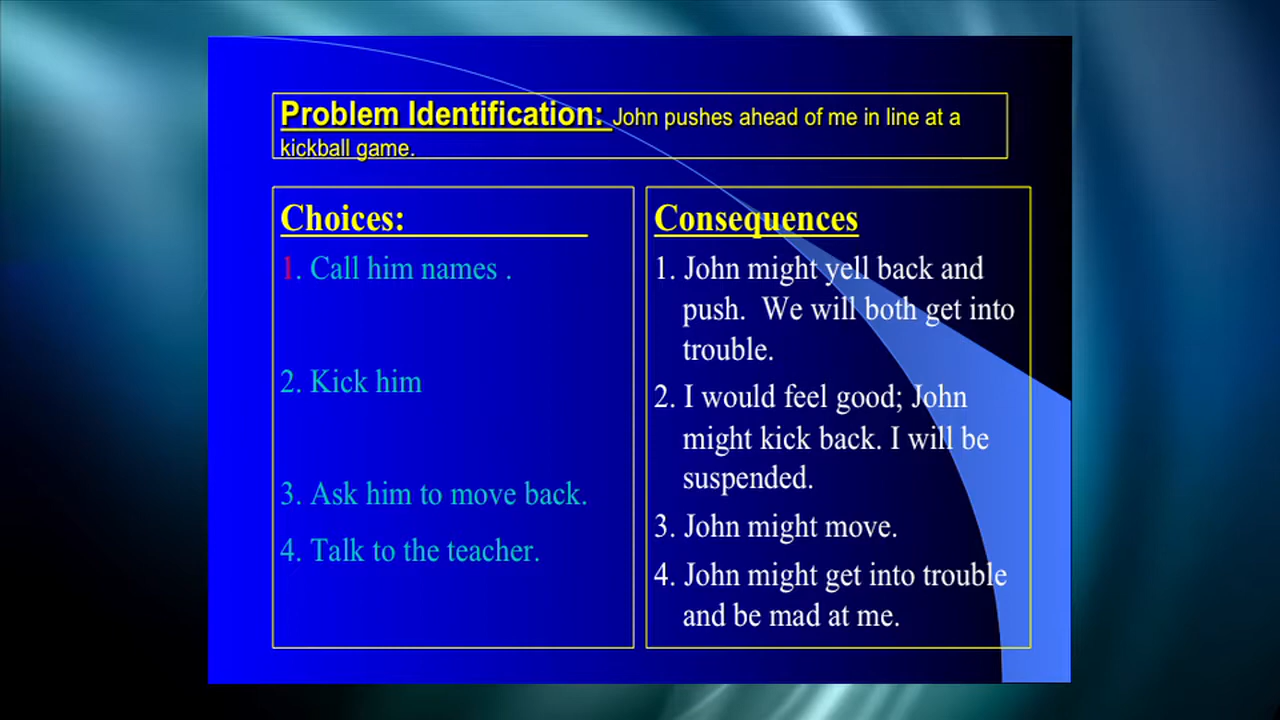 Problem Identification: John pushes ahead of me in line at a
kickball game.
Choices:
1. Call him names .
2. Kick him
3. Ask him to move back.
4. Talk to the teacher.
Consequences
1. John might yell back and
push.  We will both get into
trouble.
2. I would feel good; John
might kick back. I will be
suspended.
3. John might move.
4. John might get into trouble
and be mad at me.